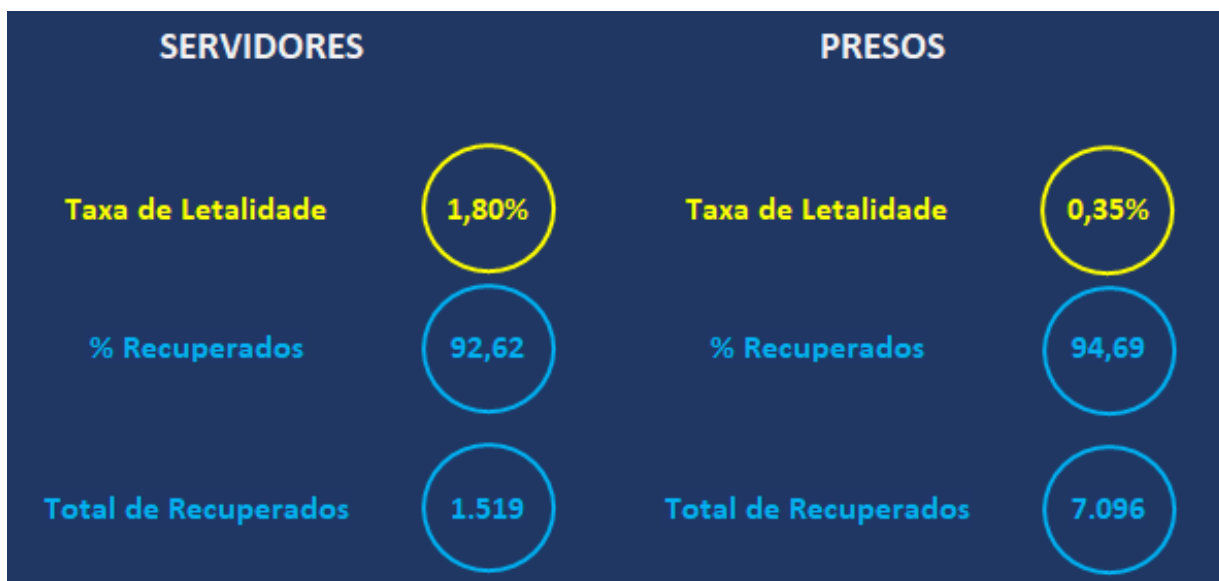 SERVIDORES
PRESOS
Taxa de Letalidade 1,80%
Taxa de Letalidade 0,35%
% Recuperados 92,62
% Recuperados 94,69
Total de Recuperados 1.519
Total de Recuperados 7.096